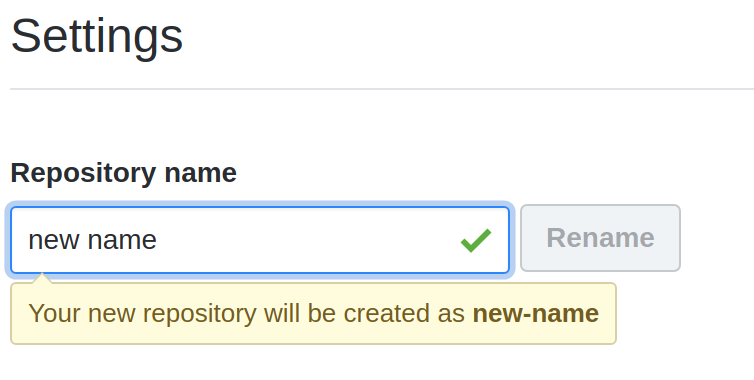 Settings
Repository name
new name
Rename
Your new repository will be created as new-name